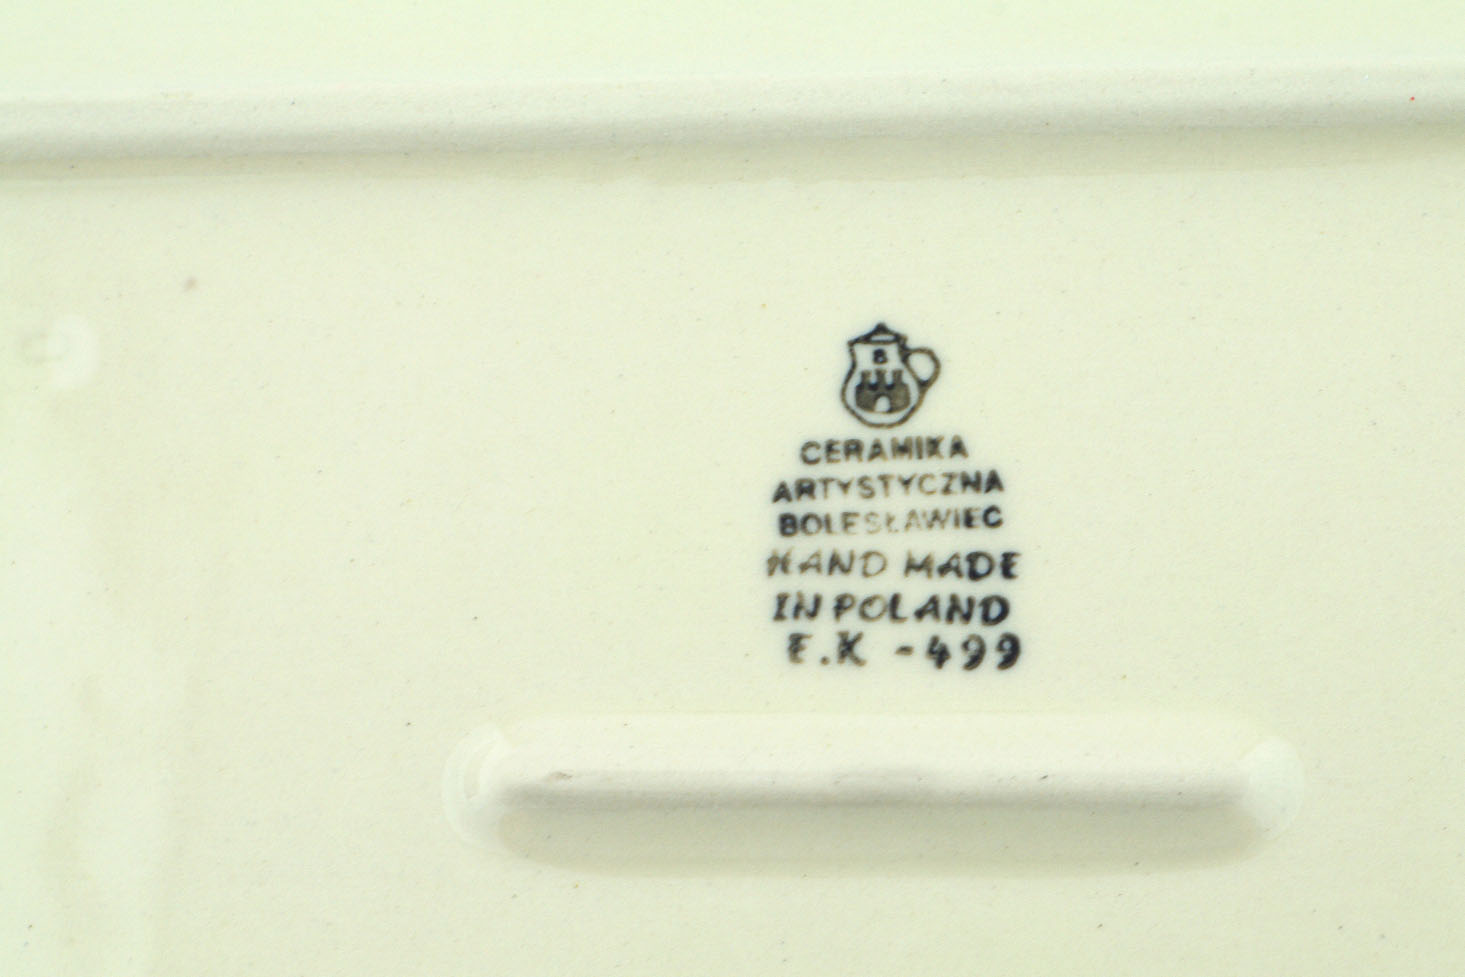 B
CERAMIKA
ARTYSTYCZNA
BOLESŁAWIEC
HAND MADE
IN POLAND
E.K - 499